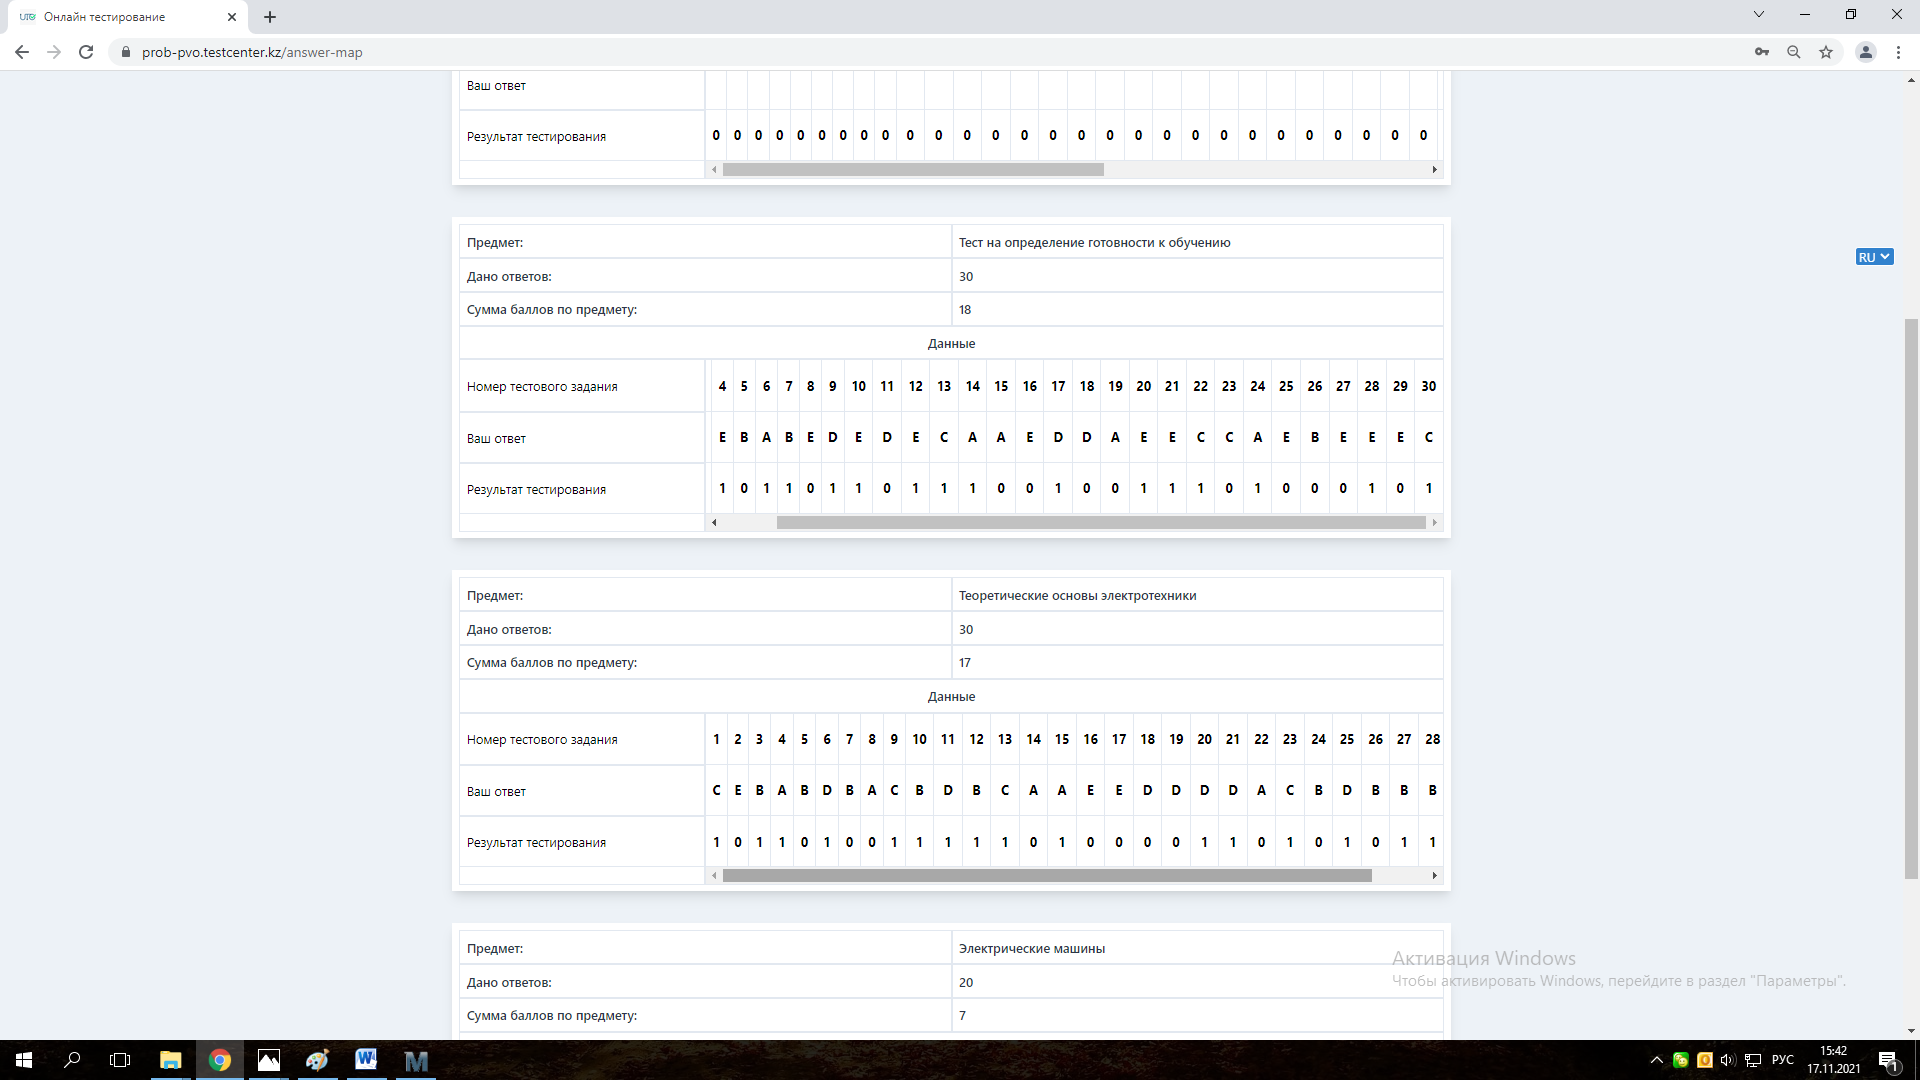 Онлайн тестирование
prob-pvo.testcenter.kz/answer-map
Ваш ответ
Результат тестирования 0 0 0 0 0 0 0 0 0 0 0 0 0 0 0 0 0 0 0 0 0 0 0 0 0 0 0 0
Предмет: Тест на определение готовности к обучению
RU
Дано ответов: 30
Сумма баллов по предмету: 18
Данные
Номер тестового задания 4 5 6 7 8 9 10 11 12 13 14 15 16 17 18 19 20 21 22 23 24 25 26 27 28 29 30
Ваш ответ E B A B E D E D E C A A E D D A E E C C A E B E E E C
Результат тестирования 1 0 1 1 0 1 1 0 1 1 1 0 0 1 0 0 1 1 1 0 1 0 0 0 1 0 1
Предмет: Теоретические основы электротехники
Дано ответов: 30
Сумма баллов по предмету: 17
Данные
Номер тестового задания 1 2 3 4 5 6 7 8 9 10 11 12 13 14 15 16 17 18 19 20 21 22 23 24 25 26 27 28
Ваш ответ C E B A B D B A C B D B C A A E E D D D D A C B D B B B
Результат тестирования 1 0 1 1 0 1 0 0 1 1 1 1 1 0 1 0 0 0 0 1 1 0 1 0 1 0 1 1
Предмет: Электрические машины
Дано ответов: 20
Сумма баллов по предмету: 7
Активация Windows
Чтобы активировать Windows, перейдите в раздел "Параметры".
РУС
15:42
17.11.2021
1